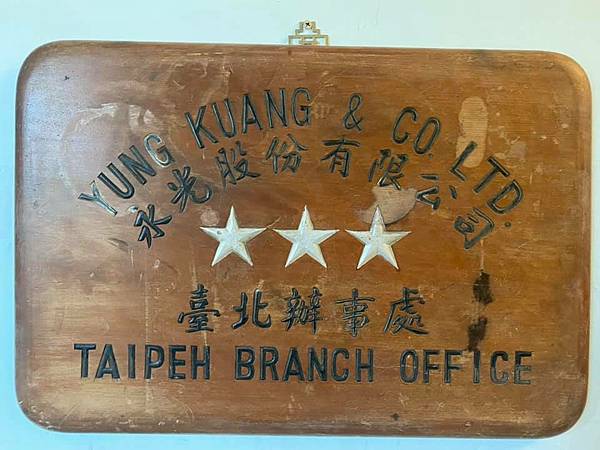 YUNG KUANG & CO. LTD.
永光股份有限公司
臺北辦事處
TAIPEH BRANCH OFFICE